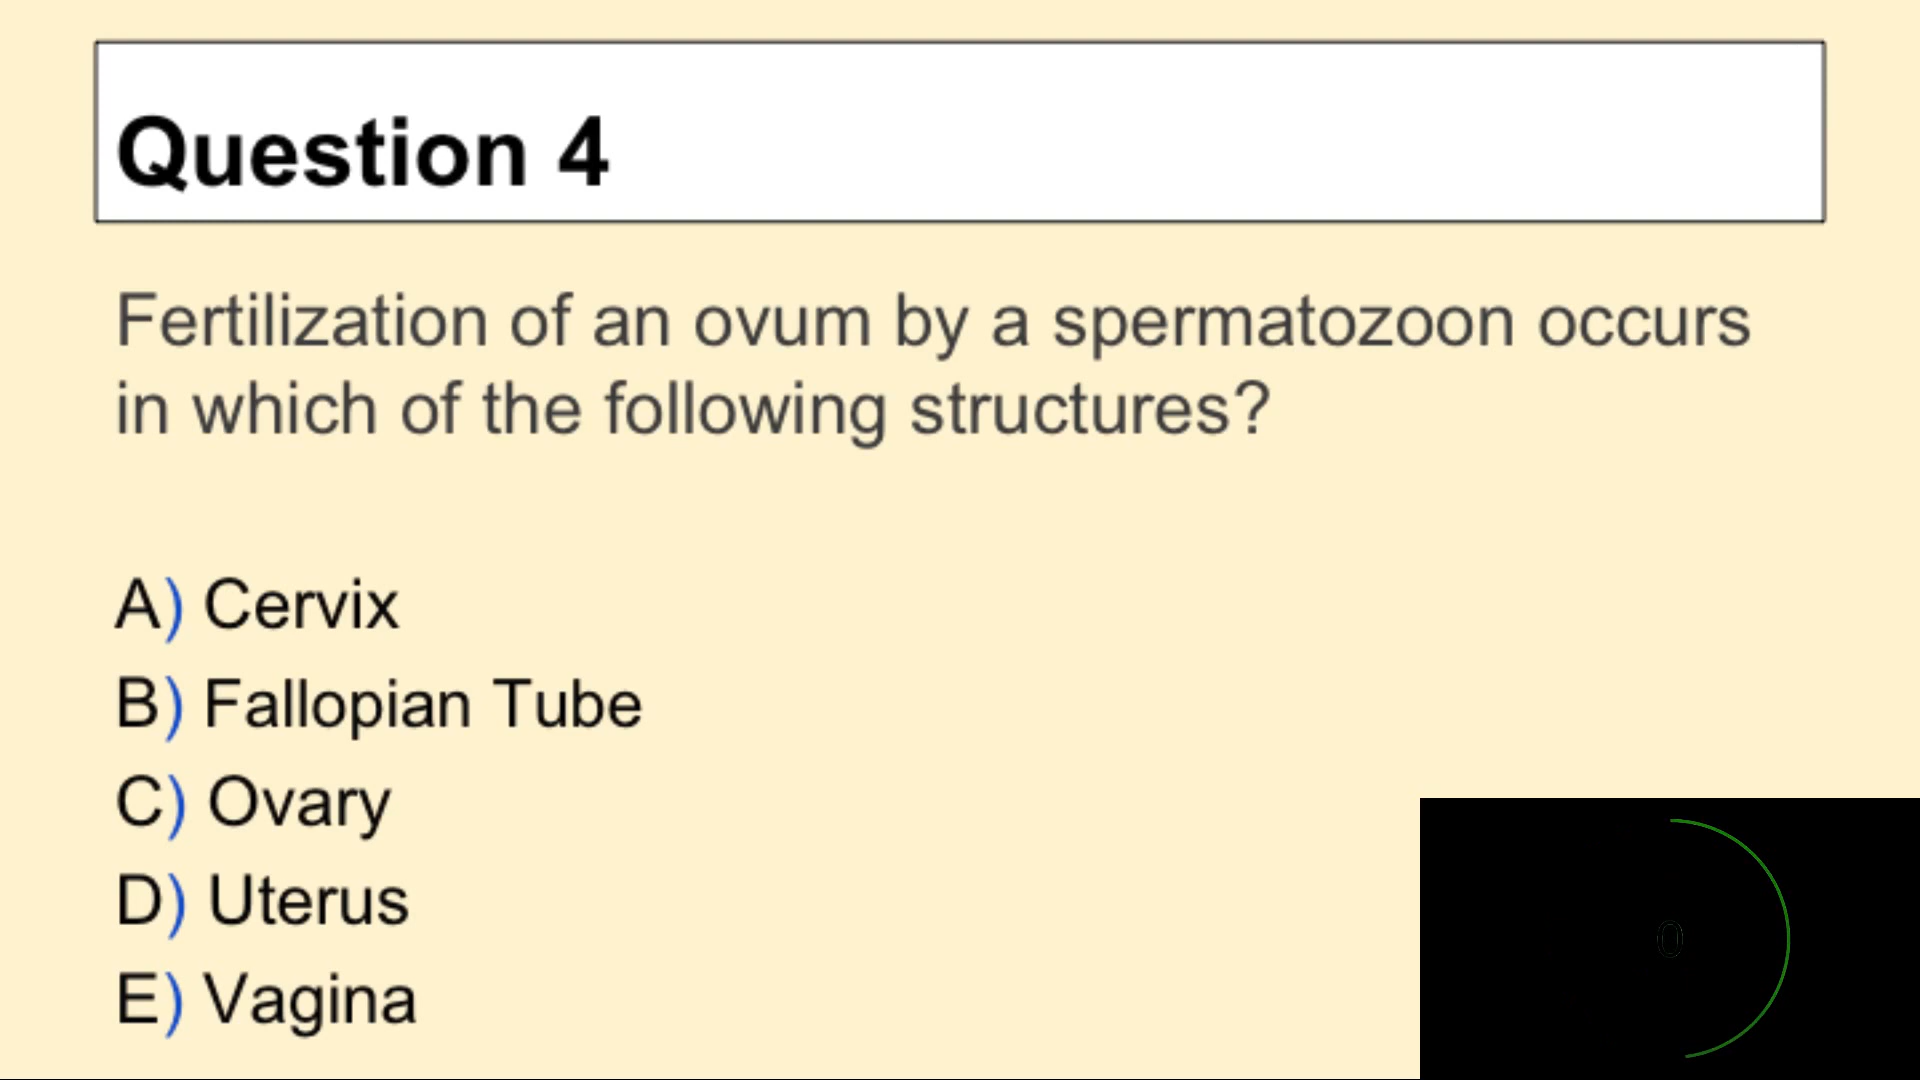 Question 4
Fertilization of an ovum by a spermatozoon occurs
in which of the following structures?
A) Cervix
B) Fallopian Tube
C) Ovary
D) Uterus
E) Vagina
0